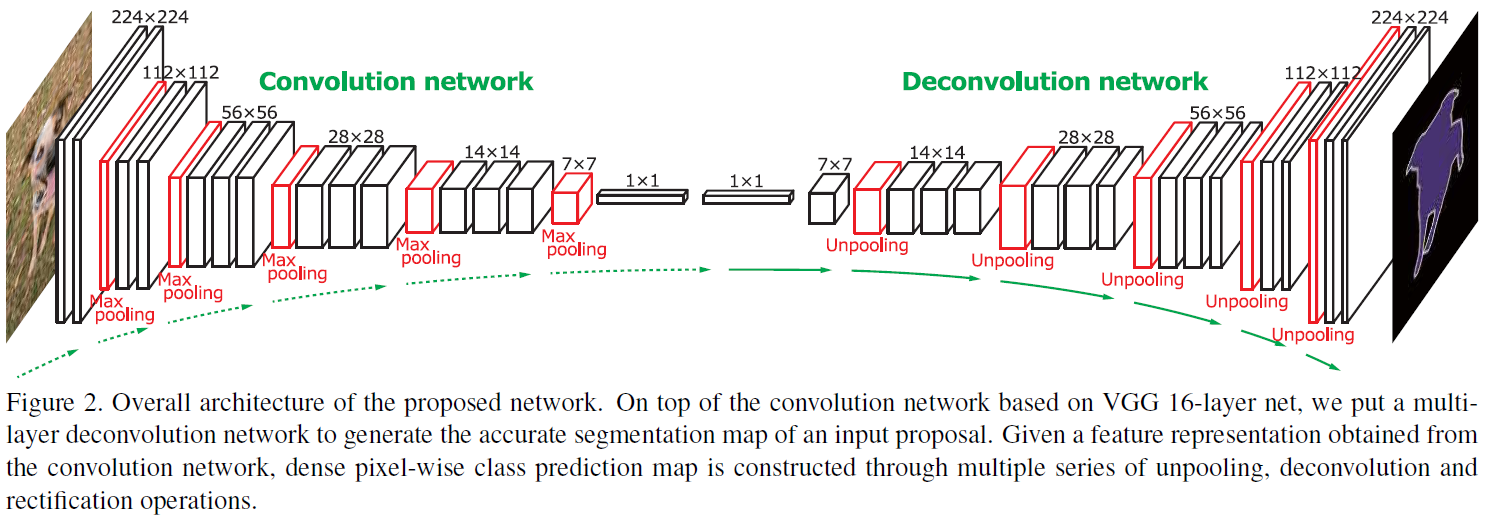 224×224
112×112
56×56
28×28
14×14
7×7
1×1
1×1
7×7
14×14
28×28
56×56
112×112
224×224
Convolution network
Deconvolution network
Max
pooling
Max
pooling
Max
pooling
Max
pooling
Max
pooling
Unpooling
Unpooling
Unpooling
Unpooling
Unpooling
Figure 2. Overall architecture of the proposed network. On top of the convolution network based on VGG 16-layer net, we put a multi-
layer deconvolution network to generate the accurate segmentation map of an input proposal. Given a feature representation obtained from
the convolution network, dense pixel-wise class prediction map is constructed through multiple series of unpooling, deconvolution and
rectification operations.